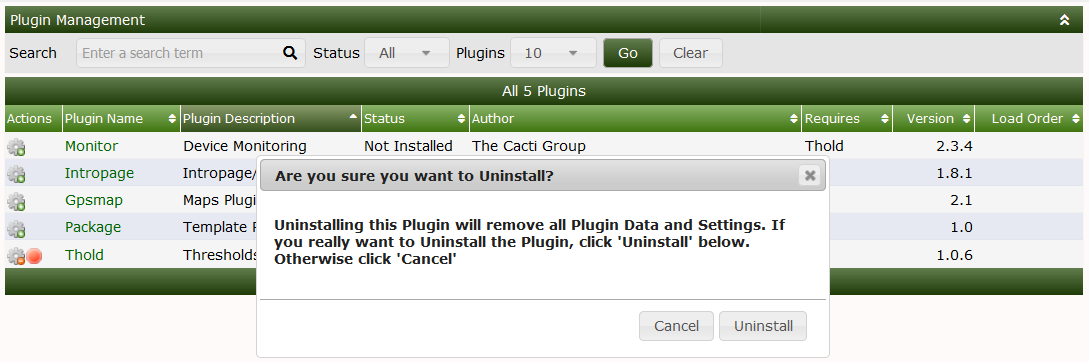 Plugin Management
Search Enter a search term Status All Plugins 10 Go Clear
All 5 Plugins
Actions Plugin Name Plugin Description Status Author Requires Version Load Order
Monitor Device Monitoring Not Installed The Cacti Group Thold 2.3.4
Intropage Intropage/ 1.8.1
Gpsmap Maps Plugi 2.1
Package Template 1.0
Thold Thresholds 1.0.6
Are you sure you want to Uninstall?
Uninstalling this Plugin will remove all Plugin Data and Settings. If
you really want to Uninstall the Plugin, click 'Uninstall' below.
Otherwise click 'Cancel'
Cancel Uninstall